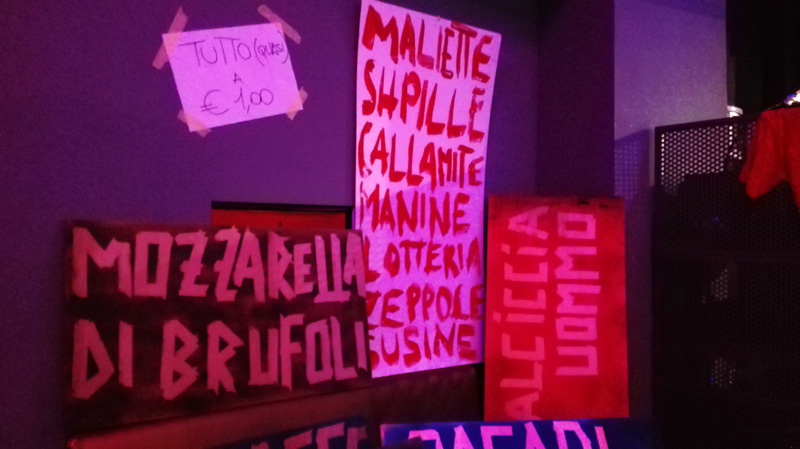 TUTTO (QUASI)
A
€ 1,00
MALIETTE
SHPILLE
CALLAMITE
MANINE
LOTTERIA
ZEPPOLE
SUSINE
MOZZARELLA
DI BRUFOLI
ALCICCIA
UOMMO